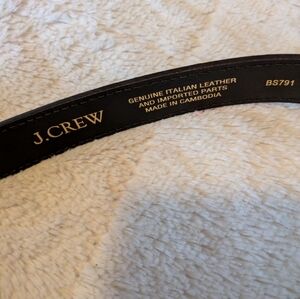 J.CREW
GENUINE ITALIAN LEATHER
AND IMPORTED PARTS
MADE IN CAMBODIA
BS791